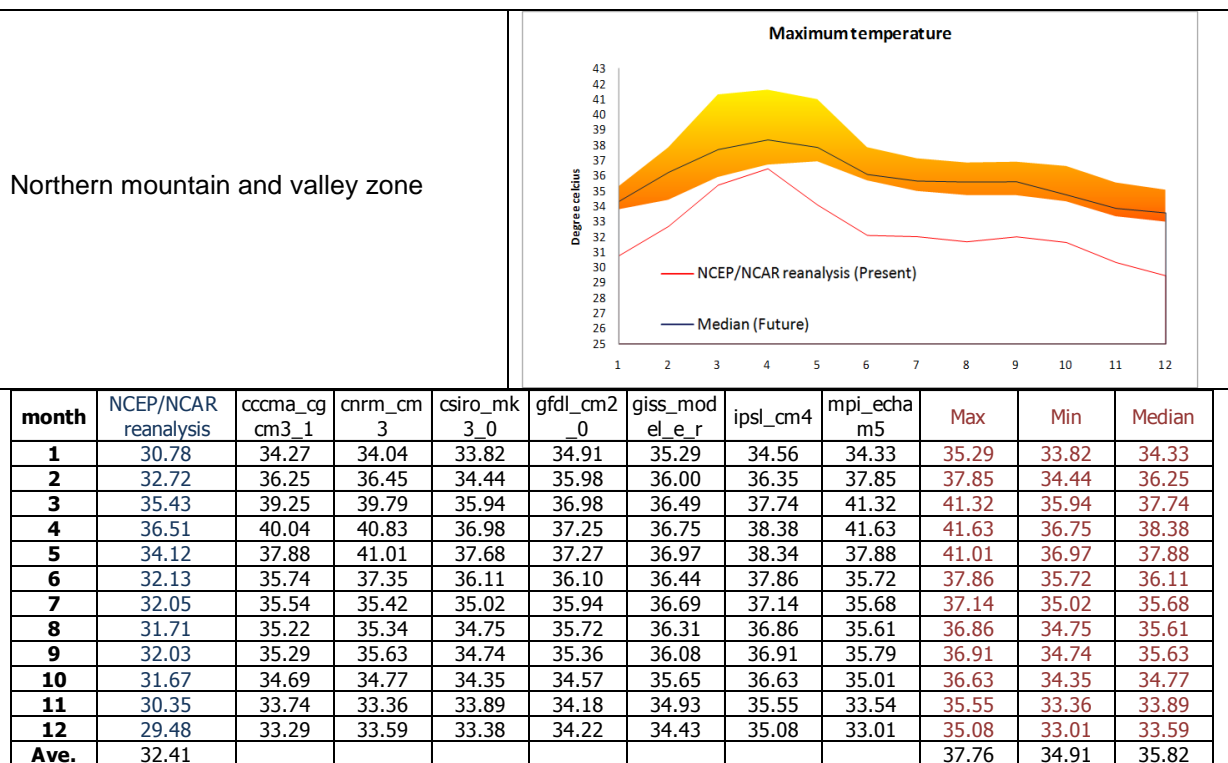 Northern mountain and valley zone
Maximum temperature
43
42
41
40
39
38
37
36
35
34
33
32
31
30
29
28
27
26
25
Degree celcius
NCEP/NCAR reanalysis (Present)
Median (Future)
1 2 3 4 5 6 7 8 9 10 11 12
month NCEP/NCAR reanalysis cccma_cgcm3_1 cnrm_cm3 csiro_mk3_0 gfdl_cm2_0 giss_model_e_r ipsl_cm4 mpi_echam5 Max Min Median
1 30.78 34.27 34.04 33.82 34.91 35.29 34.56 34.33 35.29 33.82 34.33
2 32.72 36.25 36.45 34.44 35.98 36.00 36.35 37.85 37.85 34.44 36.25
3 35.43 39.25 39.79 35.94 36.98 36.49 37.74 41.32 41.32 35.94 37.74
4 36.51 40.04 40.83 36.98 37.25 36.75 38.38 41.63 41.63 36.75 38.38
5 34.12 37.88 41.01 37.68 37.27 36.97 38.34 37.88 41.01 36.97 37.88
6 32.13 35.74 37.35 36.11 36.10 36.44 37.86 35.72 37.86 35.72 36.11
7 32.05 35.54 35.42 35.02 35.94 36.69 37.14 35.68 37.14 35.02 35.68
8 31.71 35.22 35.34 34.75 35.72 36.31 36.86 35.61 36.86 34.75 35.61
9 32.03 35.29 35.63 34.74 35.36 36.08 36.91 35.79 36.91 34.74 35.63
10 31.67 34.69 34.77 34.35 34.57 35.65 36.63 35.01 36.63 34.35 34.77
11 30.35 33.74 33.36 33.89 34.18 34.93 35.55 33.54 35.55 33.36 33.89
12 29.48 33.29 33.59 33.38 34.22 34.43 35.08 33.01 35.08 33.01 33.59
Ave. 32.41 37.76 34.91 35.82